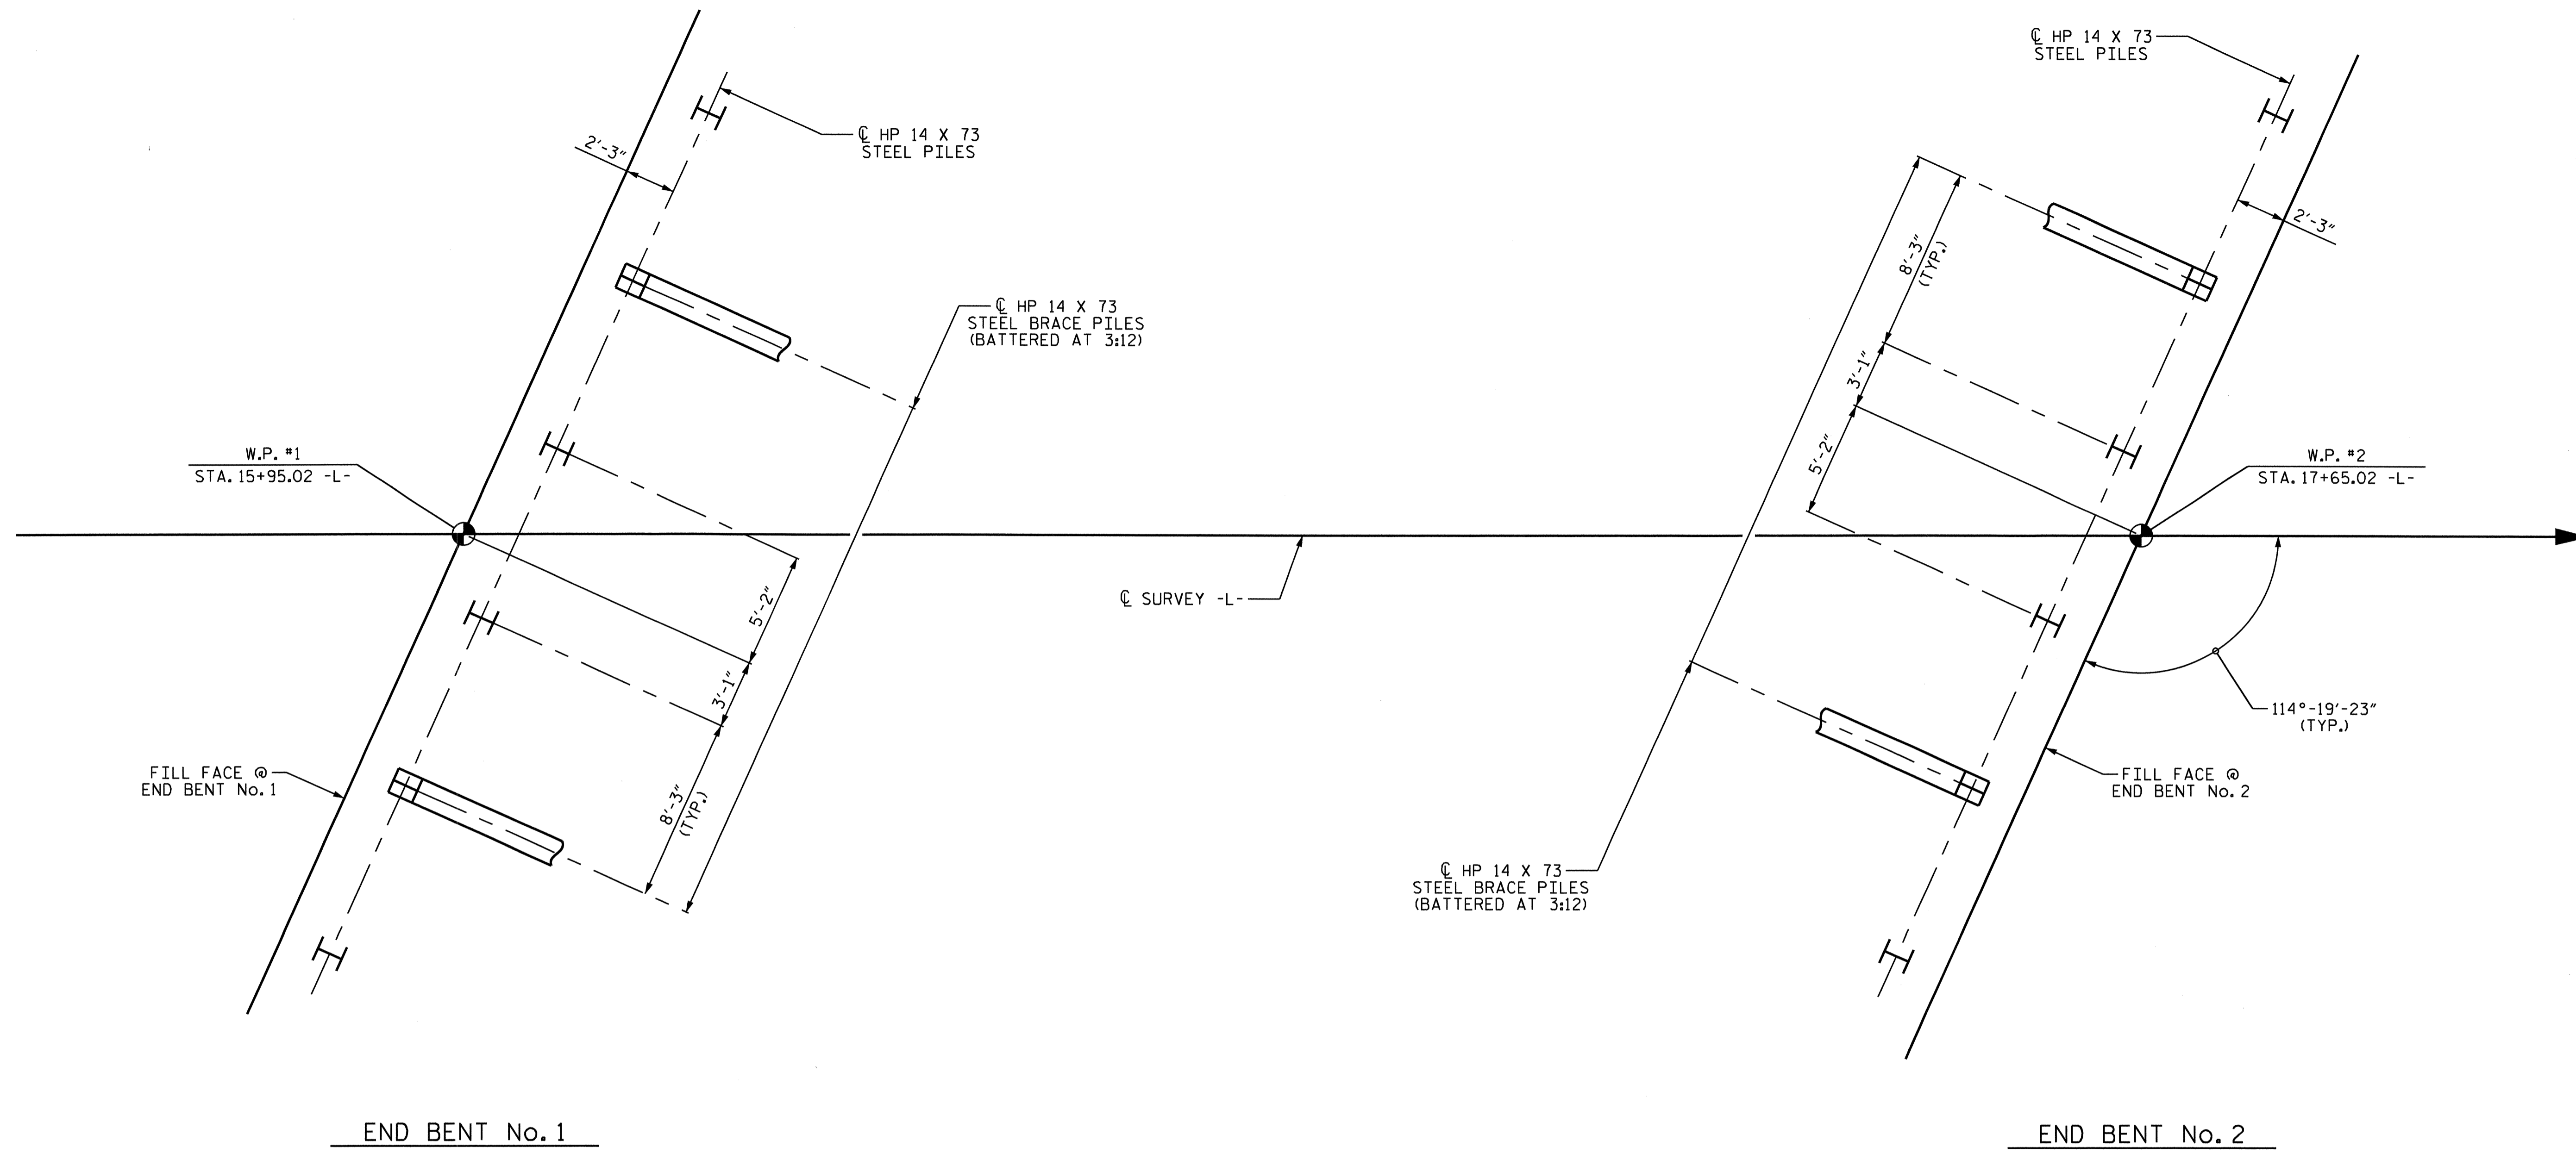 ℄ HP 14 X 73
STEEL PILES
℄ HP 14 X 73
STEEL PILES
2'-3"
2'-3"
8'-3"
(TYP.)
℄ HP 14 X 73
STEEL BRACE PILES
(BATTERED AT 3:12)
3'-1"
5'-2"
W.P. #1
STA. 15+95.02 -L-
W.P. #2
STA. 17+65.02 -L-
℄ SURVEY -L-
5'-2"
3'-1"
114°-19'-23"
(TYP.)
FILL FACE @
END BENT No. 1
8'-3"
(TYP.)
FILL FACE @
END BENT No. 2
℄ HP 14 X 73
STEEL BRACE PILES
(BATTERED AT 3:12)
END BENT No. 1
END BENT No. 2